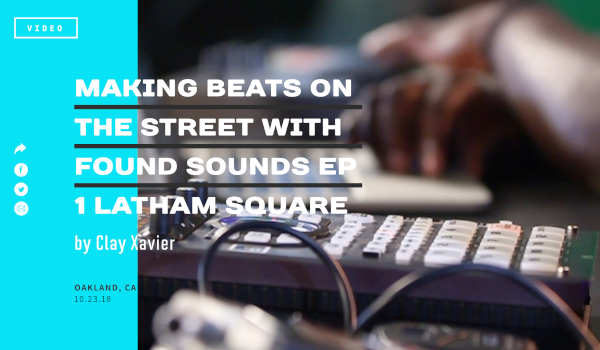 VIDEO
MAKING BEATS ON
THE STREET WITH
FOUND SOUNDS EP
1 LATHAM SQUARE
by Clay Xavier
OAKLAND, CA
10.23.18